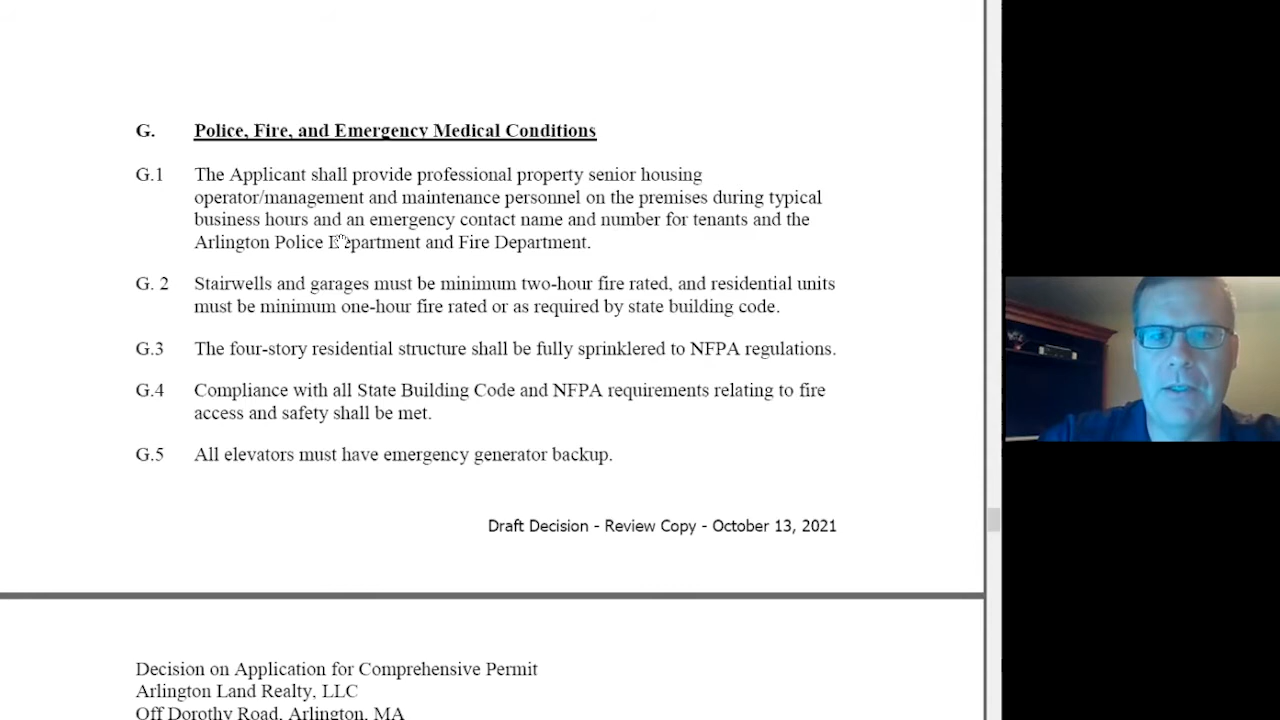 G. Police, Fire, and Emergency Medical Conditions
G.1 The Applicant shall provide professional property senior housing
operator/management and maintenance personnel on the premises during typical
business hours and an emergency contact name and number for tenants and the
Arlington Police Department and Fire Department.
G. 2 Stairwells and garages must be minimum two-hour fire rated, and residential units
must be minimum one-hour fire rated or as required by state building code.
G.3 The four-story residential structure shall be fully sprinklered to NFPA regulations.
G.4 Compliance with all State Building Code and NFPA requirements relating to fire
access and safety shall be met.
G.5 All elevators must have emergency generator backup.
Draft Decision - Review Copy - October 13, 2021
Decision on Application for Comprehensive Permit
Arlington Land Realty, LLC
Off Dorothy Road, Arlington, MA